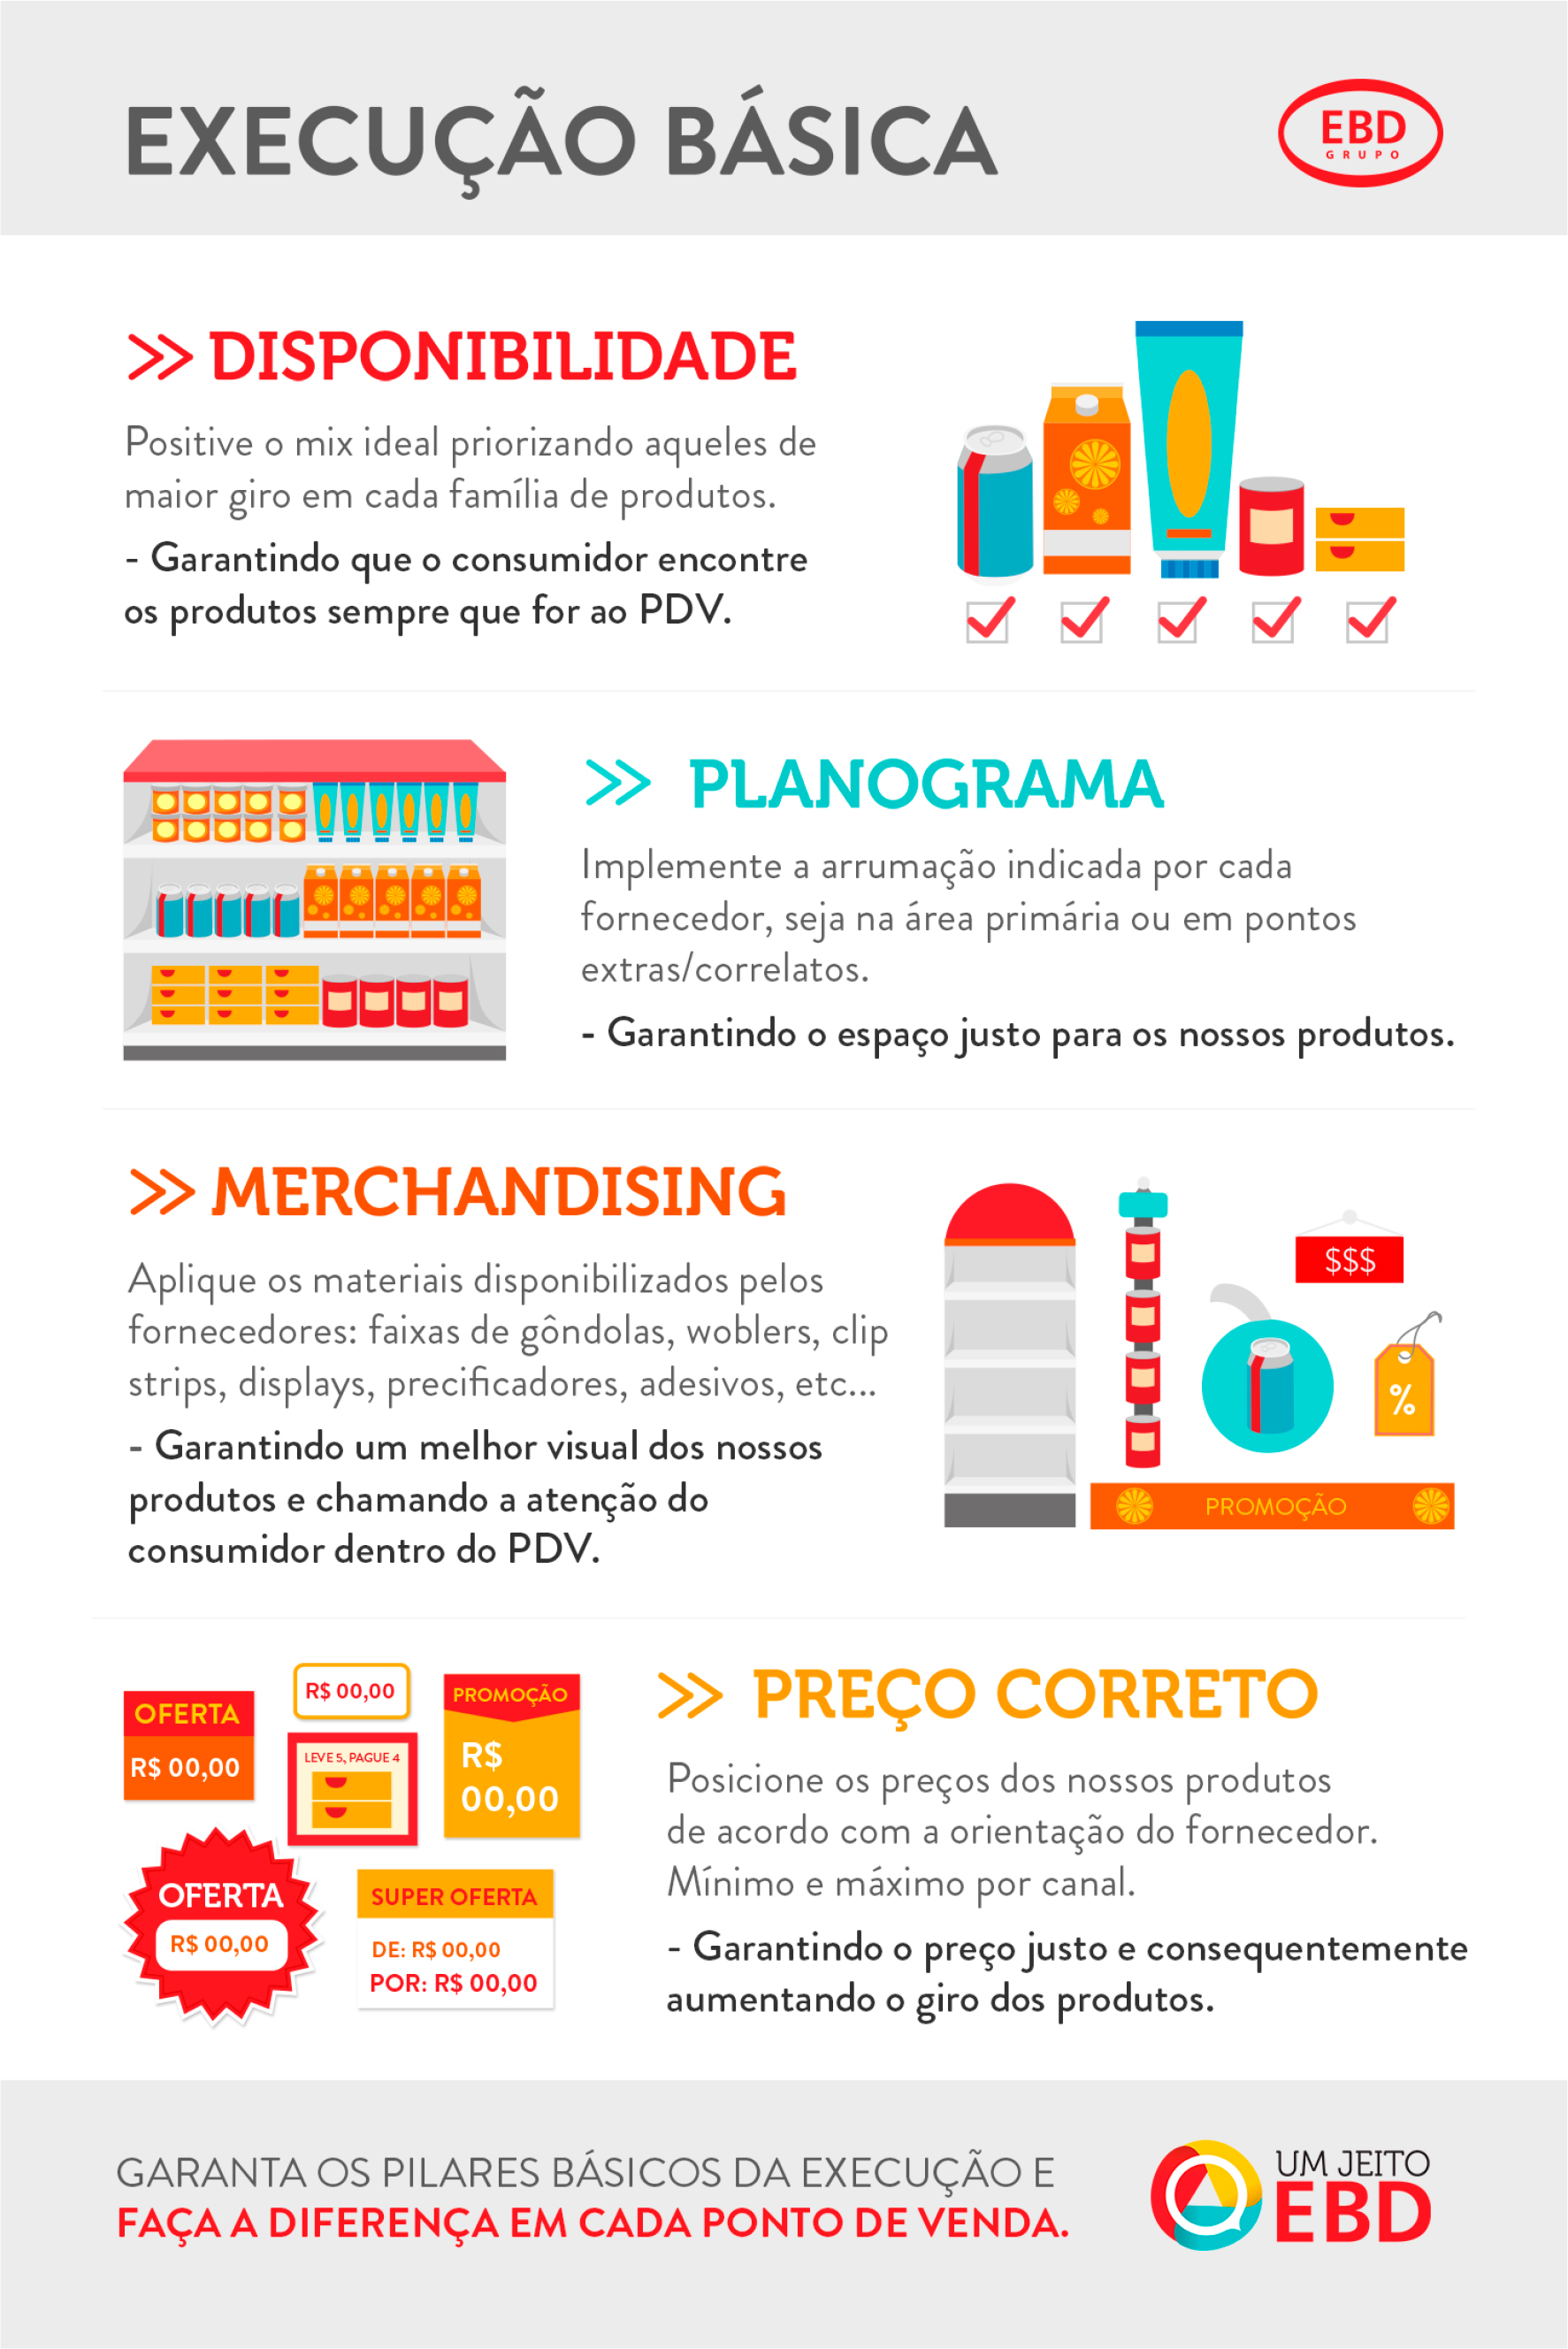 EXECUÇÃO BÁSICA
EBD
GRUPO
>> DISPONIBILIDADE
Positive o mix ideal priorizando aqueles de
maior giro em cada família de produtos.
- Garantindo que o consumidor encontre
os produtos sempre que for ao PDV.
>> PLANOGRAMA
Implemente a arrumação indicada por cada
fornecedor, seja na área primária ou em pontos
extras/correlatos.
- Garantindo o espaço justo para os nossos produtos.
>> MERCHANDISING
Aplique os materiais disponibilizados pelos
fornecedores: faixas de gôndolas, woblers, clip
strips, displays, precificadores, adesivos, etc...
- Garantindo um melhor visual dos nossos
produtos e chamando a atenção do
consumidor dentro do PDV.
$$$
%
PROMOÇÃO
OFERTA
R$ 00,00
R$ 00,00
LEVE 5, PAGUE 4
PROMOÇÃO
R$
00,00
OFERTA
R$ 00,00
SUPER OFERTA
DE: R$ 00,00
POR: R$ 00,00
>> PREÇO CORRETO
Posicione os preços dos nossos produtos
de acordo com a orientação do fornecedor.
Mínimo e máximo por canal.
- Garantindo o preço justo e consequentemente
aumentando o giro dos produtos.
GARANTA OS PILARES BÁSICOS DA EXECUÇÃO E
FAÇA A DIFERENÇA EM CADA PONTO DE VENDA.
UM JEITO
EBD